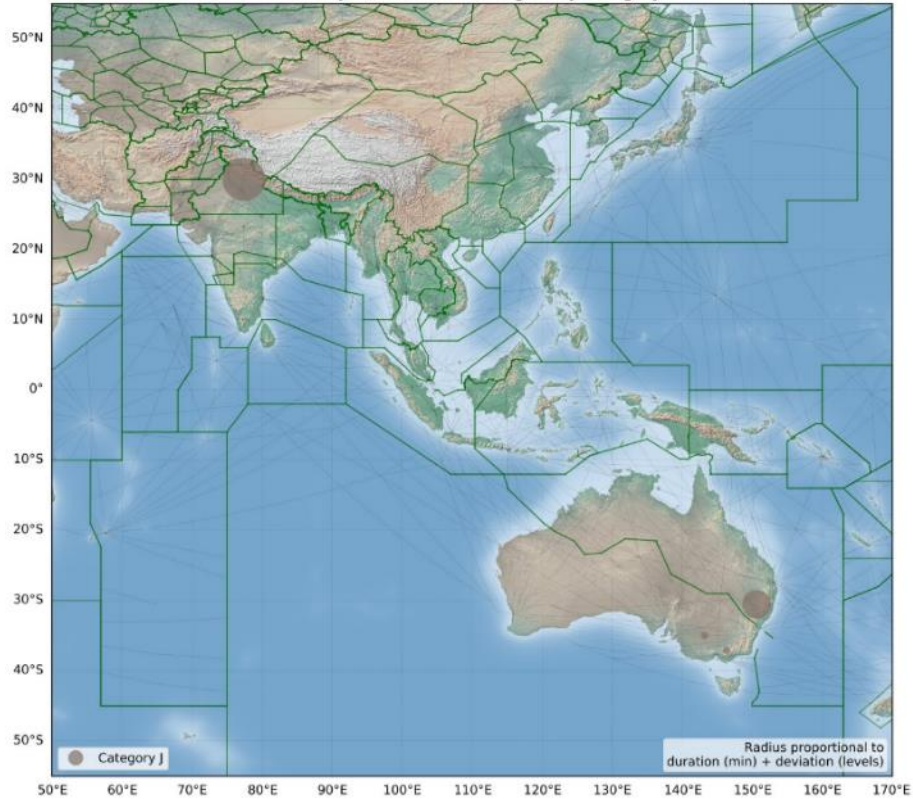 50°N
40°N
30°N
20°N
10°N
0°
10°S
20°S
30°S
40°S
50°S
Category J
Radius proportional to
duration (min) + deviation (levels)
50°E 60°E 70°E 80°E 90°E 100°E 110°E 120°E 130°E 140°E 150°E 160°E 170°E